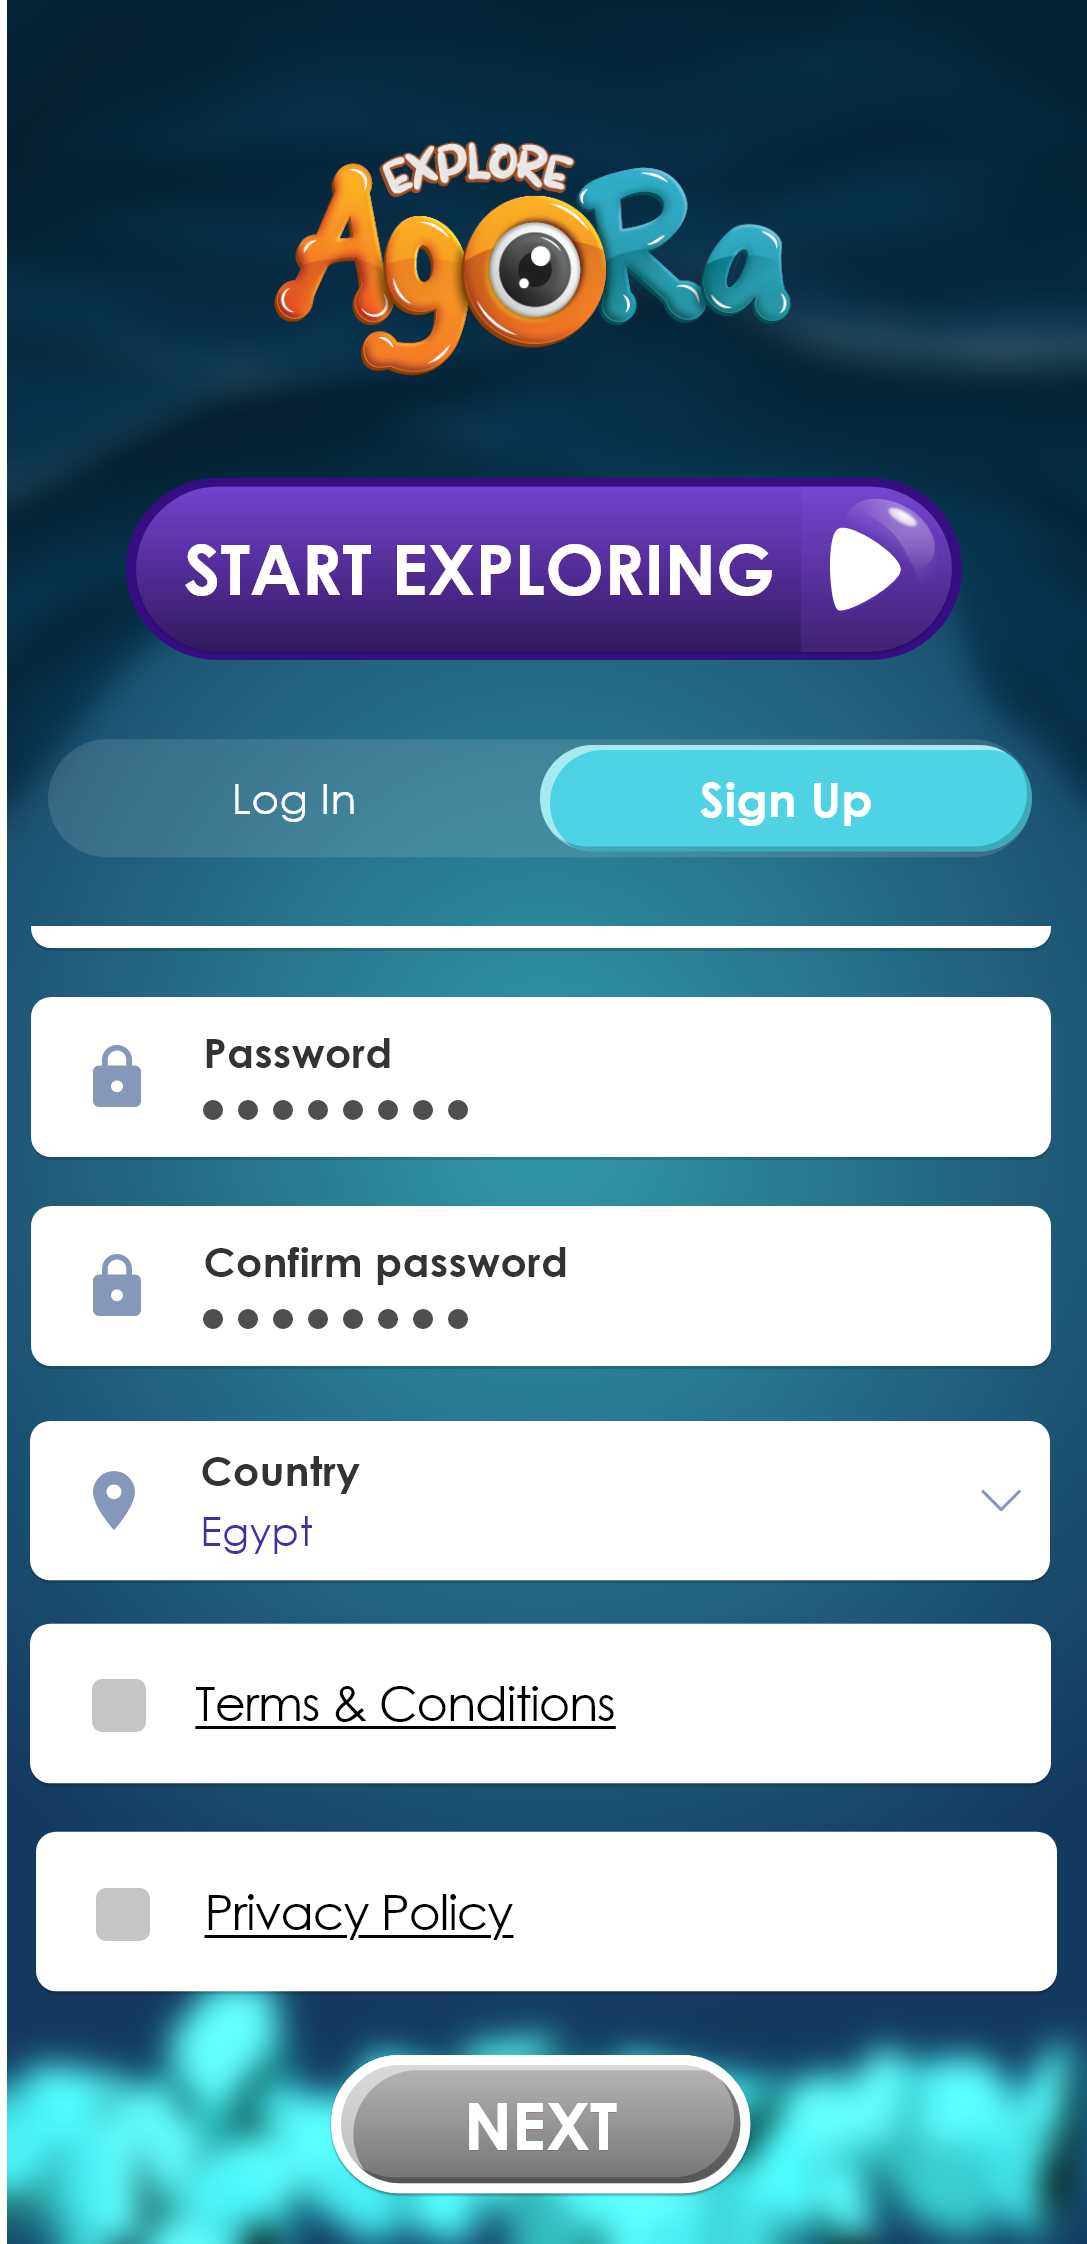 EXPLORE
AgORa
START EXPLORING
Log In
Sign Up
Password
Confirm password
Country
Egypt
Terms & Conditions
Privacy Policy
NEXT